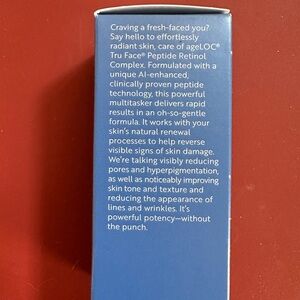 Craving a fresh-faced you?
Say hello to effortlessly
radiant skin, care of ageLOC®
Tru Face® Peptide Retinol
Complex. Formulated with a
unique AI-enhanced,
clinically proven peptide
technology, this powerful
multitasker delivers rapid
results in an oh-so-gentle
formula. It works with your
skin's natural renewal
processes to help reverse
visible signs of skin damage.
We're talking visibly reducing
pores and hyperpigmentation,
as well as noticeably improving
skin tone and texture and
reducing the appearance of
lines and wrinkles. It's
powerful potency—without
the punch.